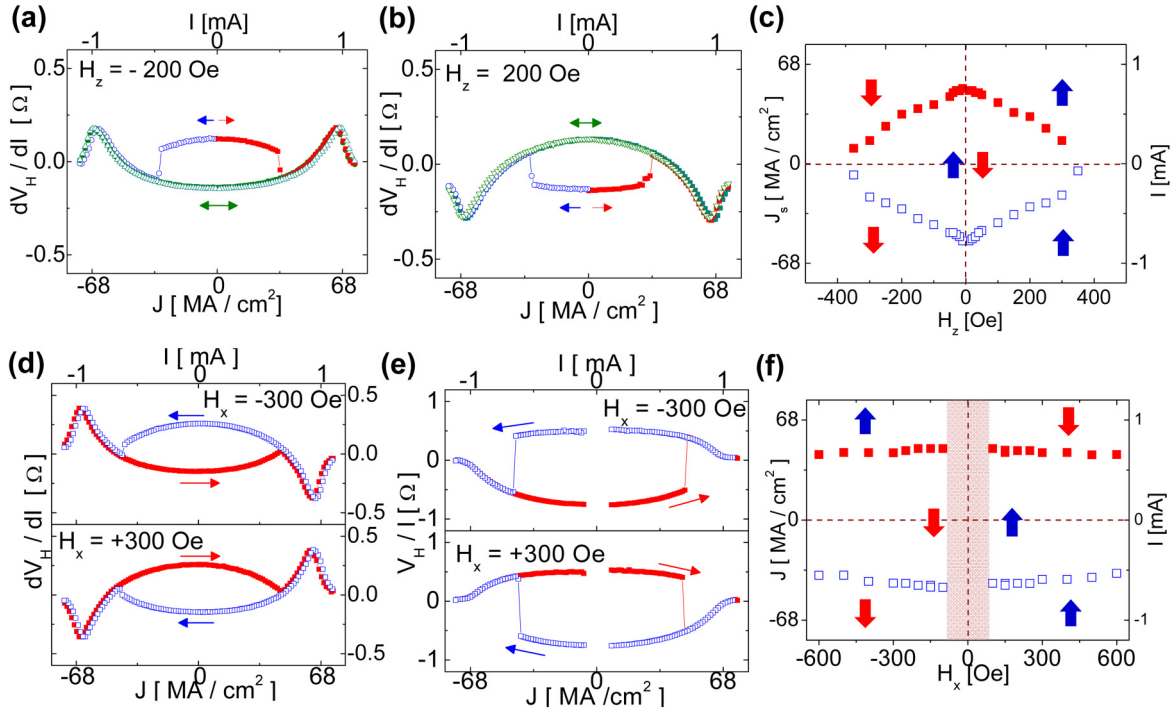 (a)
I [mA]
-1 0 1
H_z = - 200 Oe
dV_H / dI [ Ω ]
0.5
0.0
-0.5
-68 0 68
J [ MA / cm²]
(b)
I [mA]
-1 0 1
H_z = 200 Oe
dV_H / dI [ Ω ]
0.5
0.0
-0.5
-68 0 68
J [ MA / cm²]
(c)
J_s [ MA / cm²]
68
0
-68
I [mA]
1
0
-1
-400 -200 0 200 400
H_z [Oe]
(d)
I [ mA ]
-1 0 1
H_x = -300 Oe
0.5
0.0
-0.5
H_x = +300 Oe
0.5
0.0
-0.5
dV_H / dI [ Ω ]
-68 0 68
J [ MA / cm² ]
(e)
I [ mA ]
-1 0 1
H_x = -300 Oe
1
0
-1
H_x = +300 Oe
1
0
-1
V_H / I [ Ω ]
-68 0 68
J [ MA /cm² ]
(f)
J [ MA / cm²]
68
0
-68
I [mA]
1
0
-1
-600 -300 0 300 600
H_x [Oe]